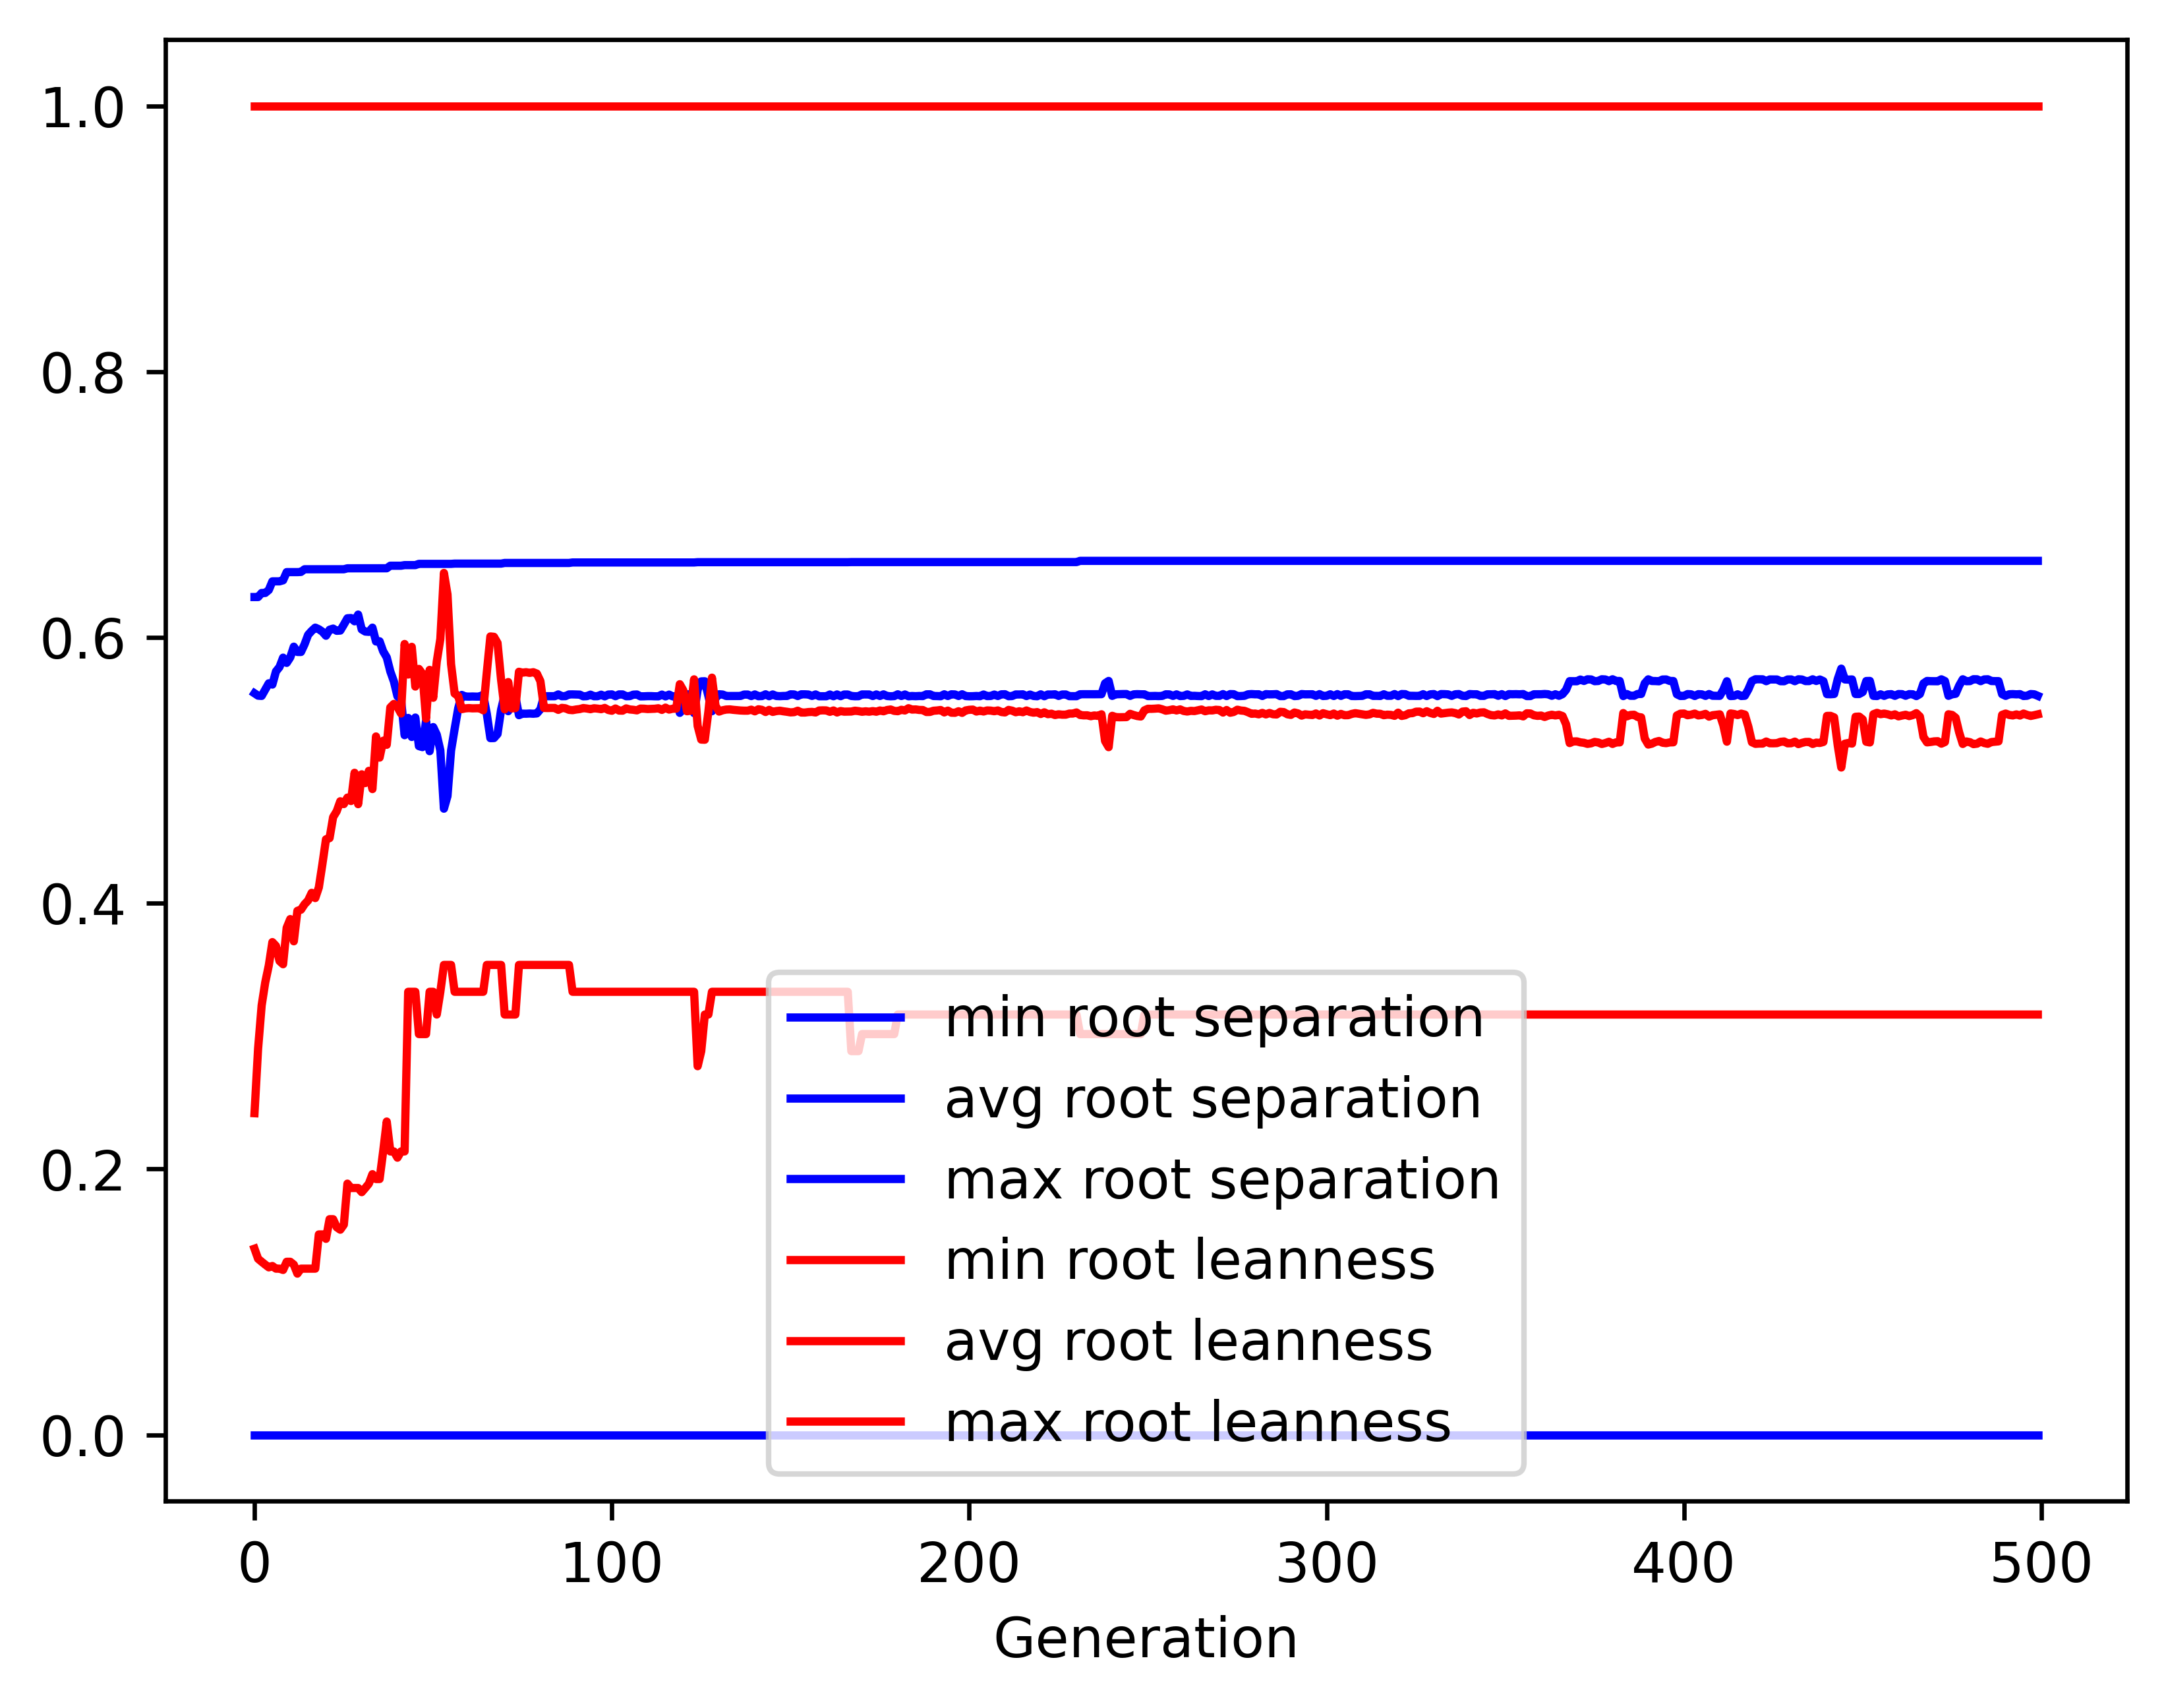 1.0
0.8
0.6
0.4
0.2
0.0
min root separation
avg root separation
max root separation
min root leanness
avg root leanness
max root leanness
0 100 200 300 400 500
Generation